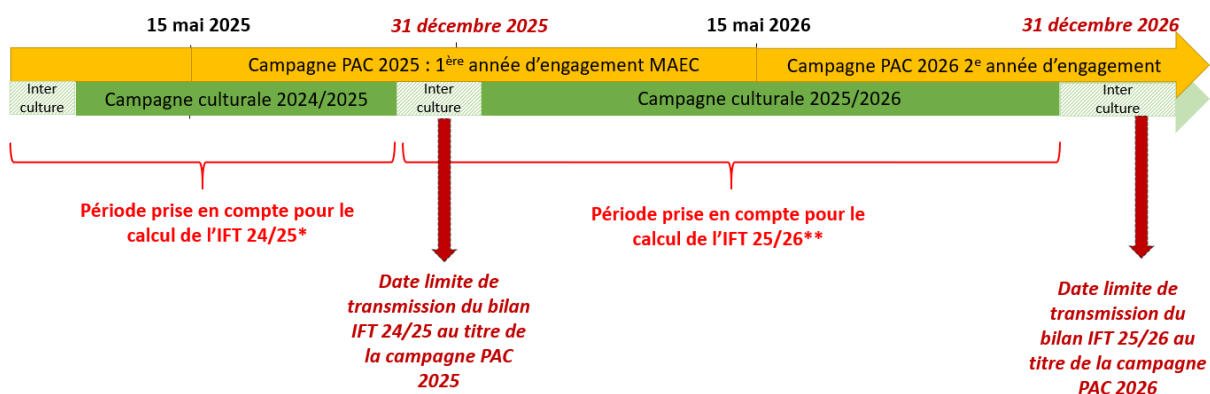 15 mai 2025
31 décembre 2025
15 mai 2026
31 décembre 2026
Campagne PAC 2025 : 1ère année d'engagement MAEC
Campagne PAC 2026 2e année d'engagement
Inter
culture
Campagne culturale 2024/2025
Inter
culture
Campagne culturale 2025/2026
Inter
culture
Période prise en compte pour le
calcul de l'IFT 24/25*
Période prise en compte pour le
calcul de l'IFT 25/26**
Date limite de
transmission du bilan
IFT 24/25 au titre de
la campagne PAC
2025
Date limite de
transmission du
bilan IFT 25/26 au
titre de la campagne
PAC 2026